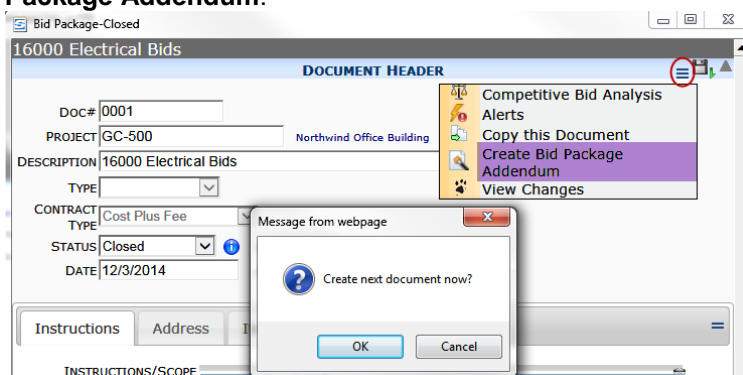 Package Addendum.
Bid Package-Closed
16000 Electrical Bids
DOCUMENT HEADER
Competitive Bid Analysis
Alerts
Copy this Document
Create Bid Package
Addendum
View Changes
DOC# 0001
PROJECT GC-500 Northwind Office Building
DESCRIPTION 16000 Electrical Bids
TYPE
CONTRACT
TYPE Cost Plus Fee
STATUS Closed
DATE 12/3/2014
Message from webpage
Create next document now?
OK Cancel
Instructions Address
INSTRUCTIONS/SCOPE